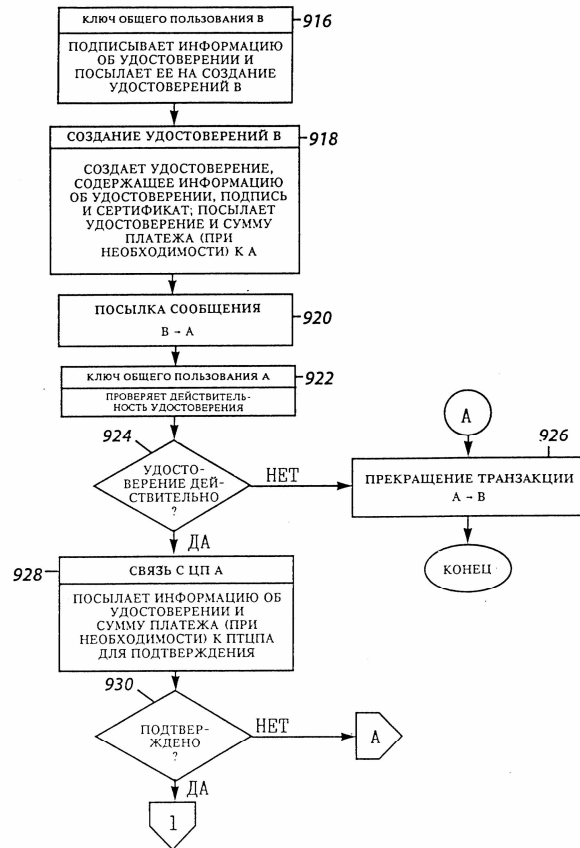 КЛЮЧ ОБЩЕГО ПОЛЬЗОВАНИЯ B
916
ПОДПИСЫВАЕТ ИНФОРМАЦИЮ
ОБ УДОСТОВЕРЕНИИ И
ПОСЫЛАЕТ ЕЕ НА СОЗДАНИЕ
УДОСТОВЕРЕНИЙ В
СОЗДАНИЕ УДОСТОВЕРЕНИЙ В
918
СОЗДАЕТ УДОСТОВЕРЕНИЕ,
СОДЕРЖАЩЕЕ ИНФОРМАЦИЮ
ОБ УДОСТОВЕРЕНИИ, ПОДПИСЬ
И СЕРТИФИКАТ; ПОСЫЛАЕТ
УДОСТОВЕРЕНИЕ И СУММУ
ПЛАТЕЖА (ПРИ
НЕОБХОДИМОСТИ) К А
ПОСЫЛКА СООБЩЕНИЯ
920
В - А
КЛЮЧ ОБЩЕГО ПОЛЬЗОВАНИЯ А
922
ПРОВЕРЯЕТ ДЕЙСТВИТЕЛЬ-
НОСТЬ УДОСТОВЕРЕНИЯ
924
УДОСТО-
ВЕРЕНИЕ ДЕЙ-
СТВИТЕЛЬНО
?
НЕТ
ДА
А
926
ПРЕКРАЩЕНИЕ ТРАНЗАКЦИИ
А - В
КОНЕЦ
928
СВЯЗЬ С ЦП А
ПОСЫЛАЕТ ИНФОРМАЦИЮ ОБ
УДОСТОВЕРЕНИИ И
СУММУ ПЛАТЕЖА (ПРИ
НЕОБХОДИМОСТИ) К ПТЦПА
ДЛЯ ПОДТВЕРЖДЕНИЯ
930
ПОДТВЕР-
ЖДЕНО
?
НЕТ
А
ДА
1